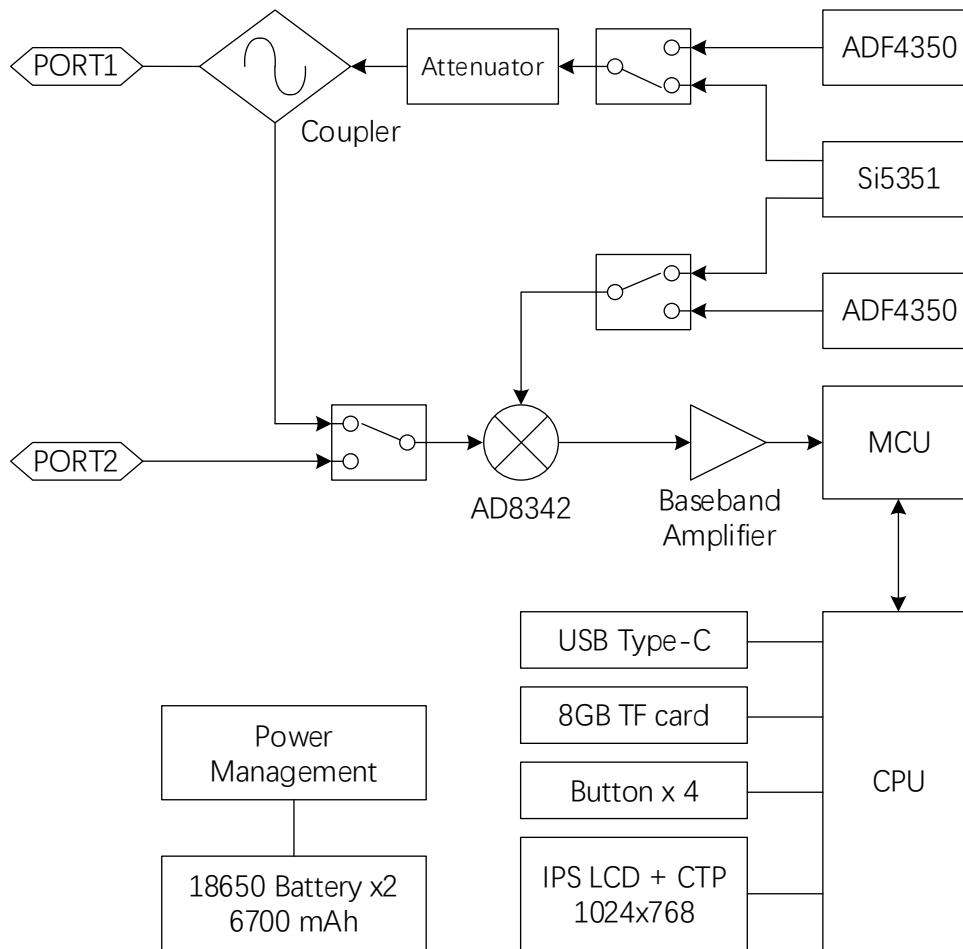 PORT1
Attenuator
ADF4350
Coupler
Si5351
ADF4350
PORT2
AD8342
Baseband
Amplifier
MCU
USB Type-C
8GB TF card
Button x 4
IPS LCD + CTP
1024x768
CPU
Power
Management
18650 Battery x2
6700 mAh